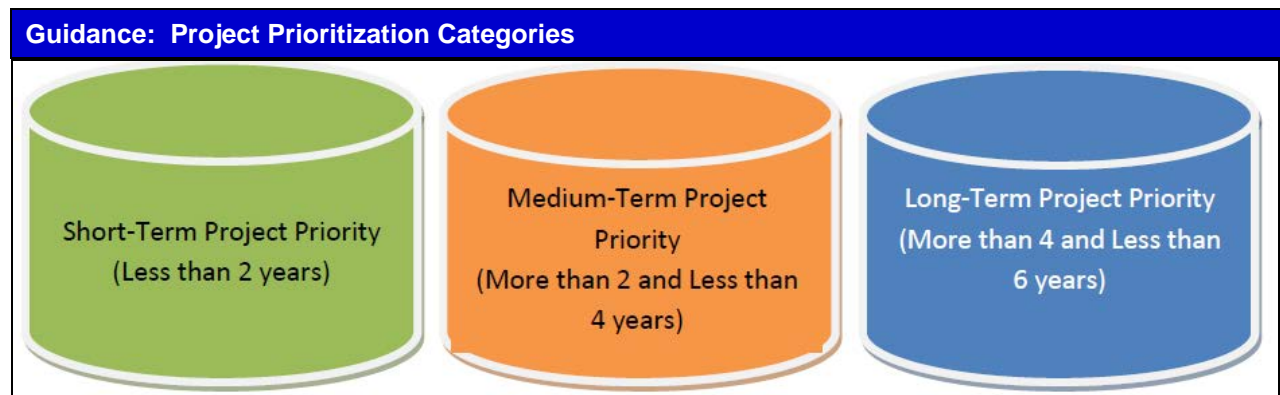 Guidance: Project Prioritization Categories
Short-Term Project Priority
(Less than 2 years)
Medium-Term Project
Priority
(More than 2 and Less than
4 years)
Long-Term Project Priority
(More than 4 and Less than
6 years)